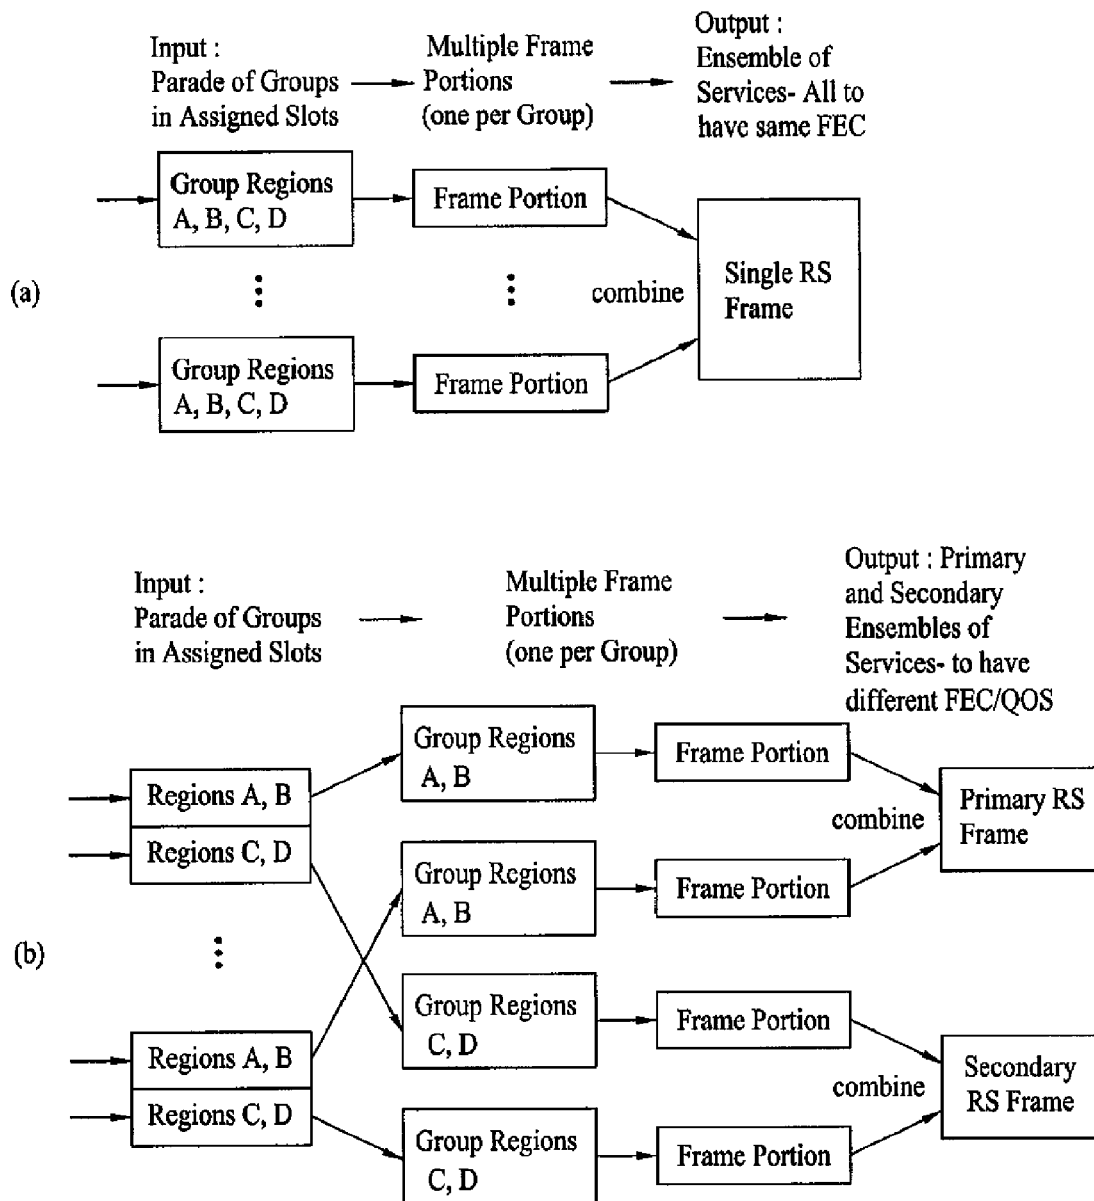 Input :
Parade of Groups
in Assigned Slots
Multiple Frame
Portions
(one per Group)
Output :
Ensemble of
Services- All to
have same FEC
(a)
Group Regions
A, B, C, D
Frame Portion
combine
Single RS
Frame
Group Regions
A, B, C, D
Frame Portion
Input :
Parade of Groups
in Assigned Slots
Multiple Frame
Portions
(one per Group)
Output : Primary
and Secondary
Ensembles of
Services- to have
different FEC/QOS
(b)
Regions A, B
Regions C, D
Regions A, B
Regions C, D
Group Regions
A, B
Group Regions
A, B
Group Regions
C, D
Group Regions
C, D
Frame Portion
Frame Portion
Frame Portion
Frame Portion
combine
Primary RS
Frame
combine
Secondary
RS Frame